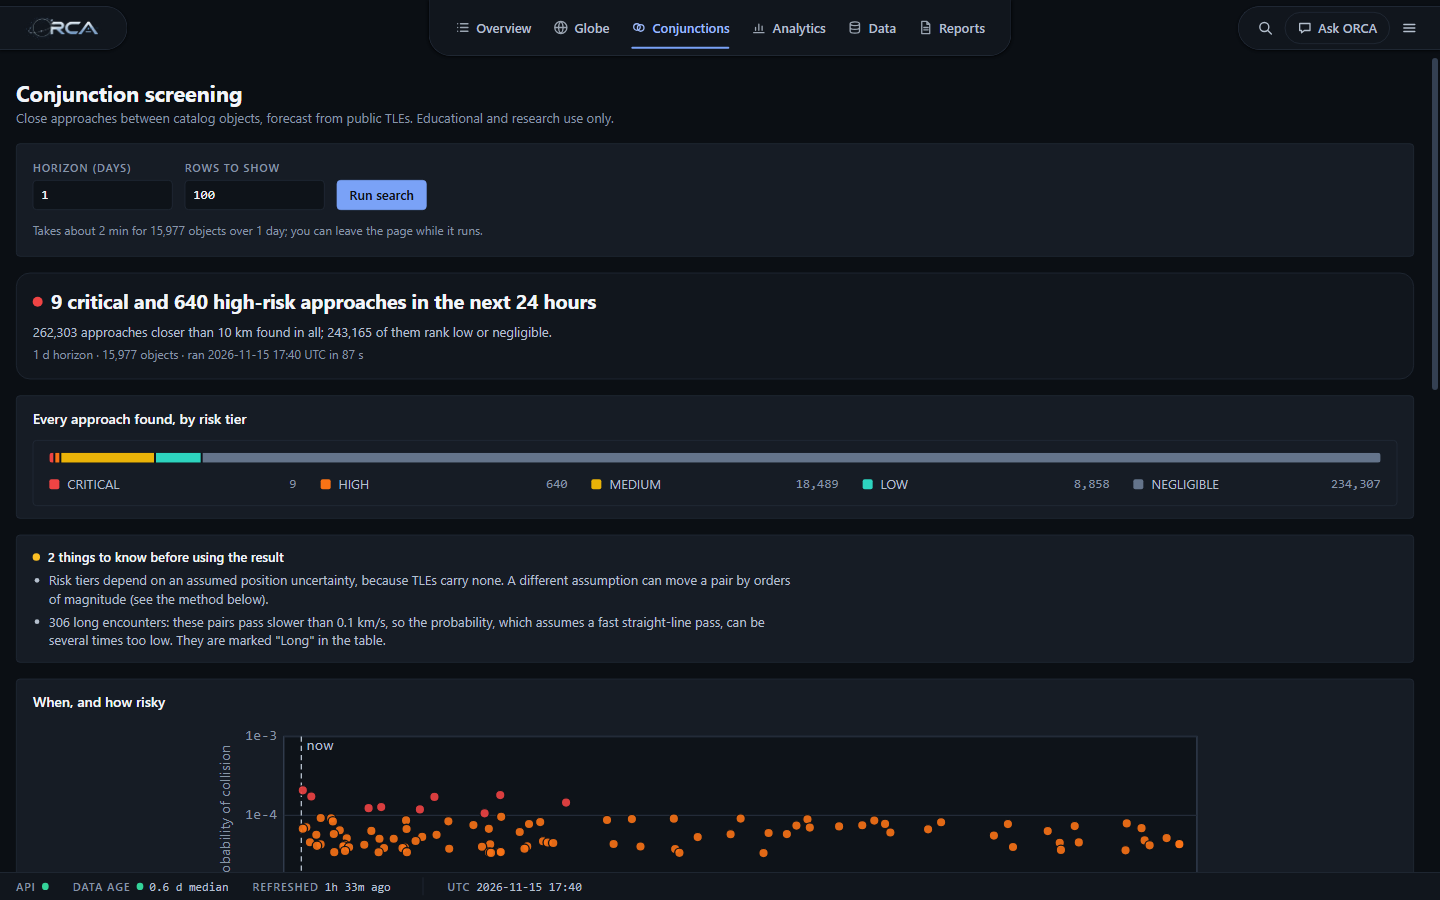 ORCA
Overview
Globe
Conjunctions
Analytics
Data
Reports
Ask ORCA
Conjunction screening
Close approaches between catalog objects, forecast from public TLEs. Educational and research use only.
HORIZON (DAYS)
ROWS TO SHOW
1
100
Run search
Takes about 2 min for 15,977 objects over 1 day; you can leave the page while it runs.
9 critical and 640 high-risk approaches in the next 24 hours
262,303 approaches closer than 10 km found in all; 243,165 of them rank low or negligible.
1 d horizon · 15,977 objects · ran 2026-11-15 17:40 UTC in 87 s
Every approach found, by risk tier
CRITICAL 9
HIGH 640
MEDIUM 18,489
LOW 8,858
NEGLIGIBLE 234,307
2 things to know before using the result
• Risk tiers depend on an assumed position uncertainty, because TLEs carry none. A different assumption can move a pair by orders
of magnitude (see the method below).
• 306 long encounters: these pairs pass slower than 0.1 km/s, so the probability, which assumes a fast straight-line pass, can be
several times too low. They are marked "Long" in the table.
When, and how risky
1e-3
now
1e-4
obability of collision
API
DATA AGE 0.6 d median
REFRESHED 1h 33m ago
UTC 2026-11-15 17:40